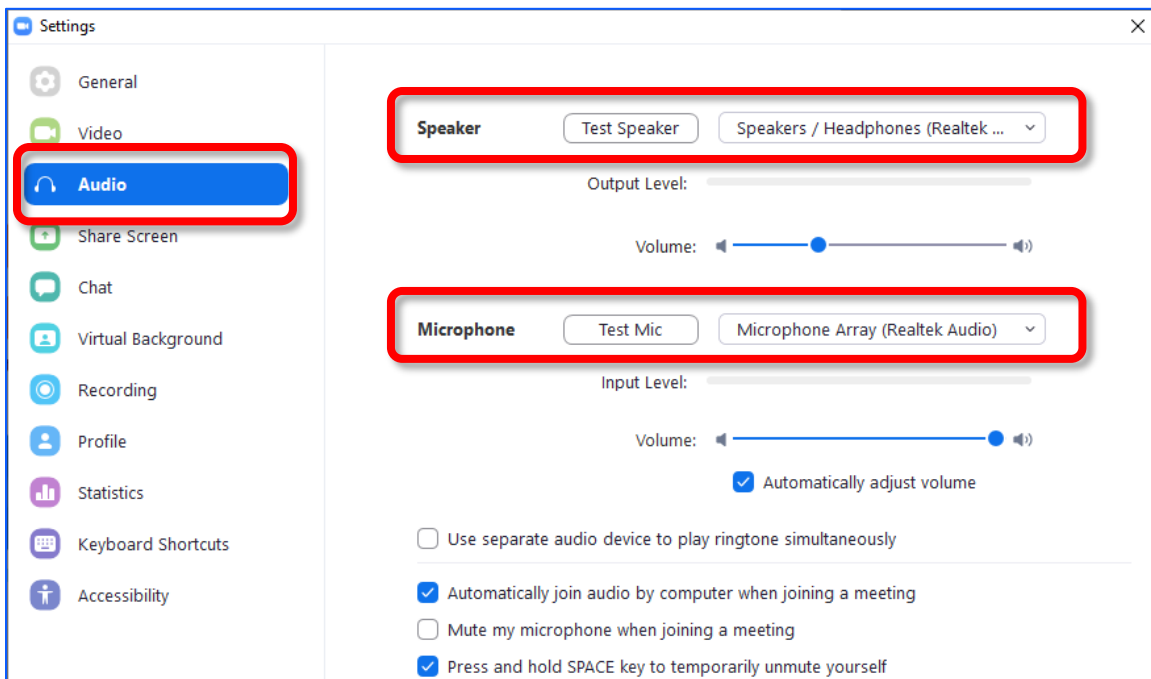 Settings
General
Video
Audio
Share Screen
Chat
Virtual Background
Recording
Profile
Statistics
Keyboard Shortcuts
Accessibility
Speaker Test Speaker Speakers / Headphones (Realtek ...
Output Level:
Volume:
Microphone Test Mic Microphone Array (Realtek Audio)
Input Level:
Volume:
Automatically adjust volume
Use separate audio device to play ringtone simultaneously
Automatically join audio by computer when joining a meeting
Mute my microphone when joining a meeting
Press and hold SPACE key to temporarily unmute yourself